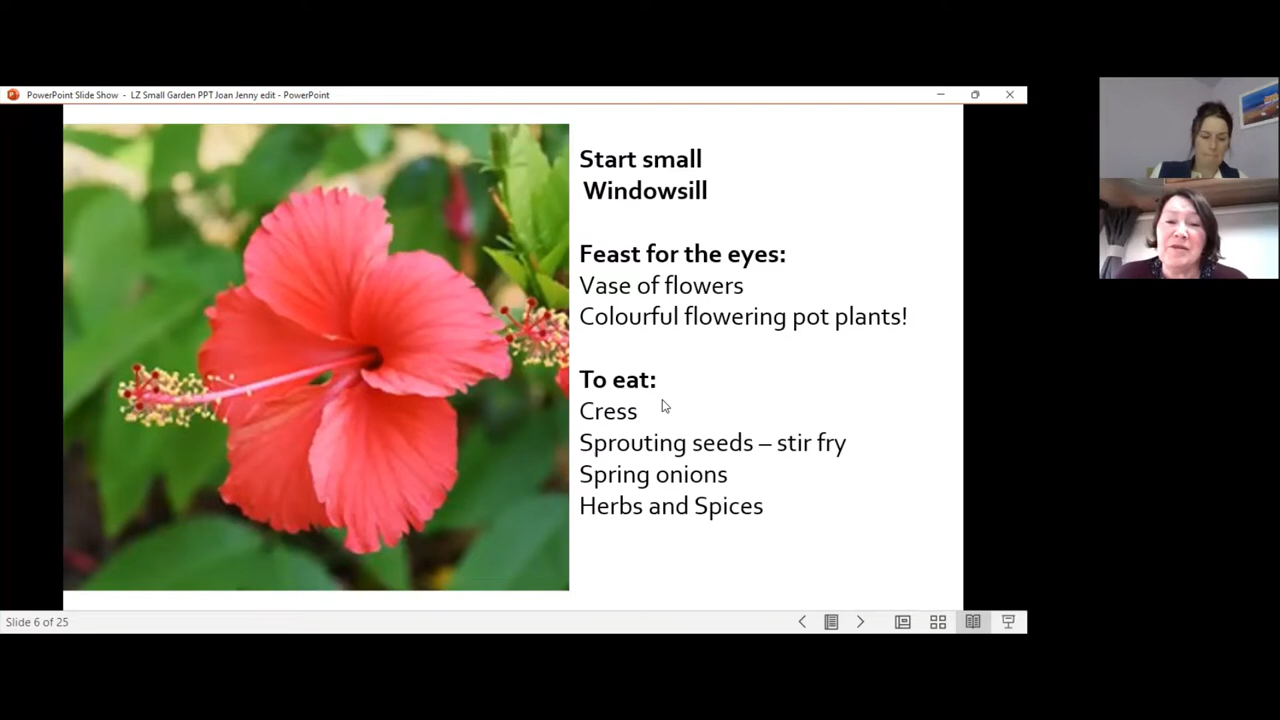 PowerPoint Slide Show - LZ Small Garden PPT Joan Jenny edit - PowerPoint
Start small
Windowsill
Feast for the eyes:
Vase of flowers
Colourful flowering pot plants!
To eat:
Cress
Sprouting seeds – stir fry
Spring onions
Herbs and Spices
Slide 6 of 25